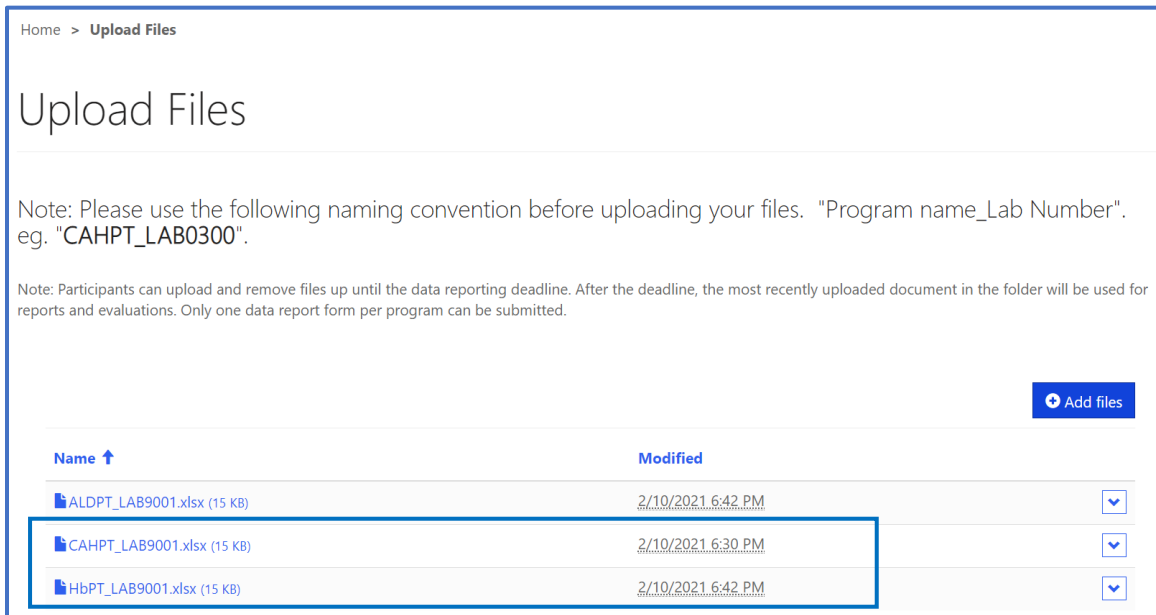 Home > Upload Files
Upload Files
Note: Please use the following naming convention before uploading your files. "Program name_Lab Number".
eg. "CAHPT_LAB0300".
Note: Participants can upload and remove files up until the data reporting deadline. After the deadline, the most recently uploaded document in the folder will be used for
reports and evaluations. Only one data report form per program can be submitted.
Add files
Name Modified
ALDPT_LAB9001.xlsx (15 KB) 2/10/2021 6:42 PM
CAHPT_LAB9001.xlsx (15 KB) 2/10/2021 6:30 PM
HbPT_LAB9001.xlsx (15 KB) 2/10/2021 6:42 PM